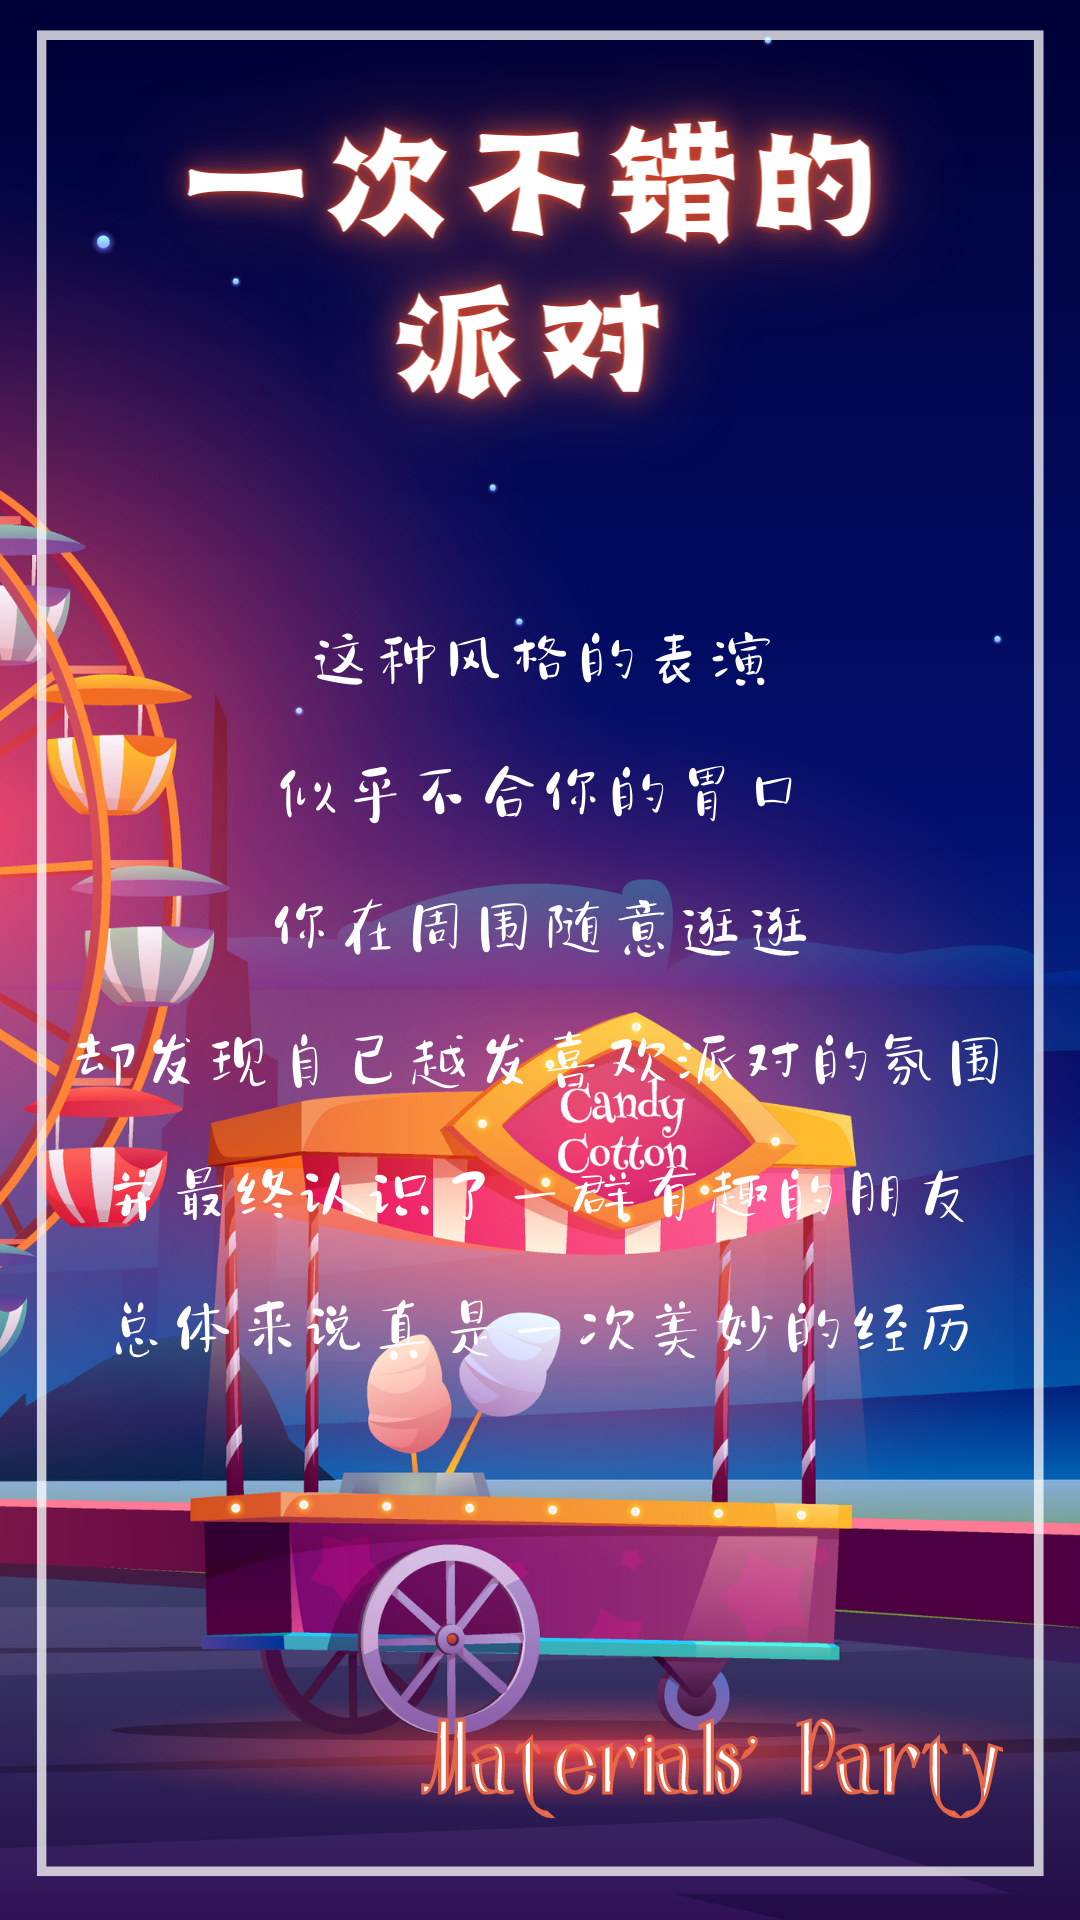 一次不错的
派对
这种风格的表演
似乎不合你的胃口
你在周围随意逛逛
却发现自已越发喜欢派对的氛围
Candy
Cotton
并最终认识了一群有趣的朋友
总体来说真是一次美妙的经历
Materials' Party